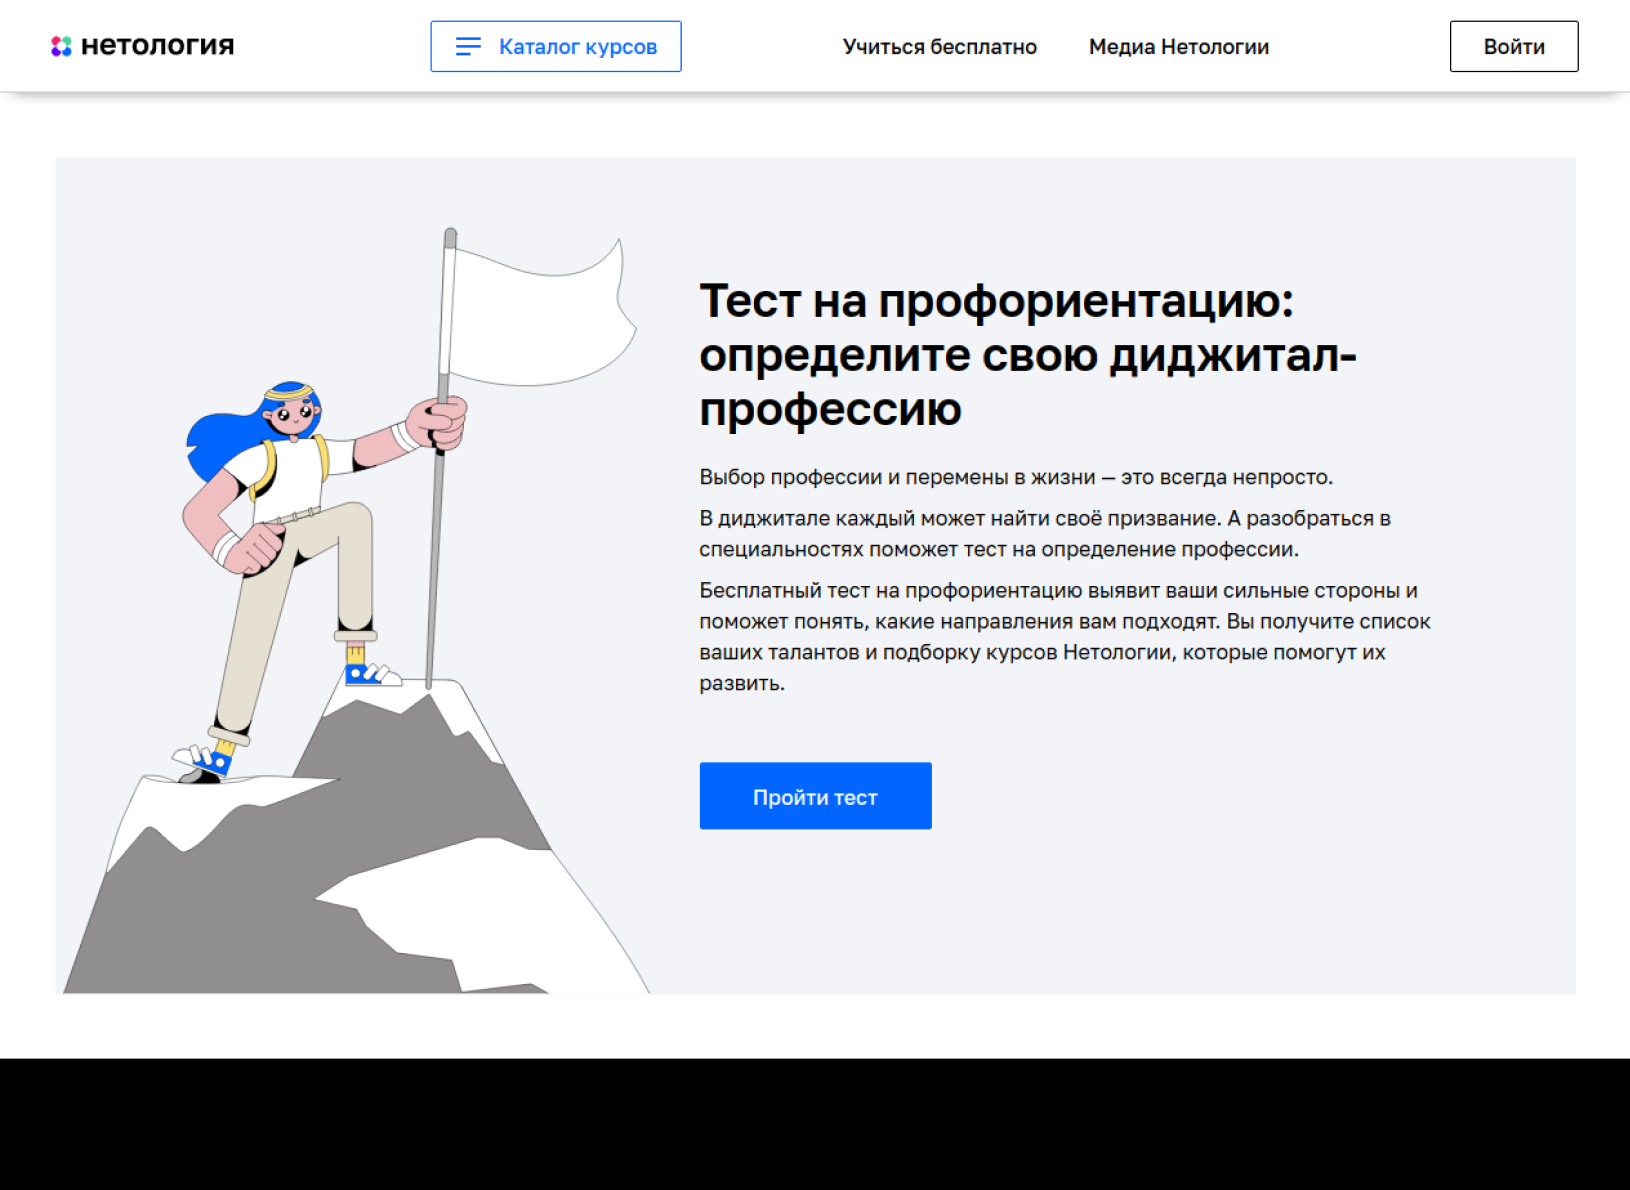 нетология
Каталог курсов
Учиться бесплатно
Медиа Нетологии
Войти
Тест на профориентацию:
определите свою диджитал-
профессию
Выбор профессии и перемены в жизни — это всегда непросто.
В диджитале каждый может найти своё призвание. А разобраться в
специальностях поможет тест на определение профессии.
Бесплатный тест на профориентацию выявит ваши сильные стороны и
поможет понять, какие направления вам подходят. Вы получите список
ваших талантов и подборку курсов Нетологии, которые помогут их
развить.
Пройти тест